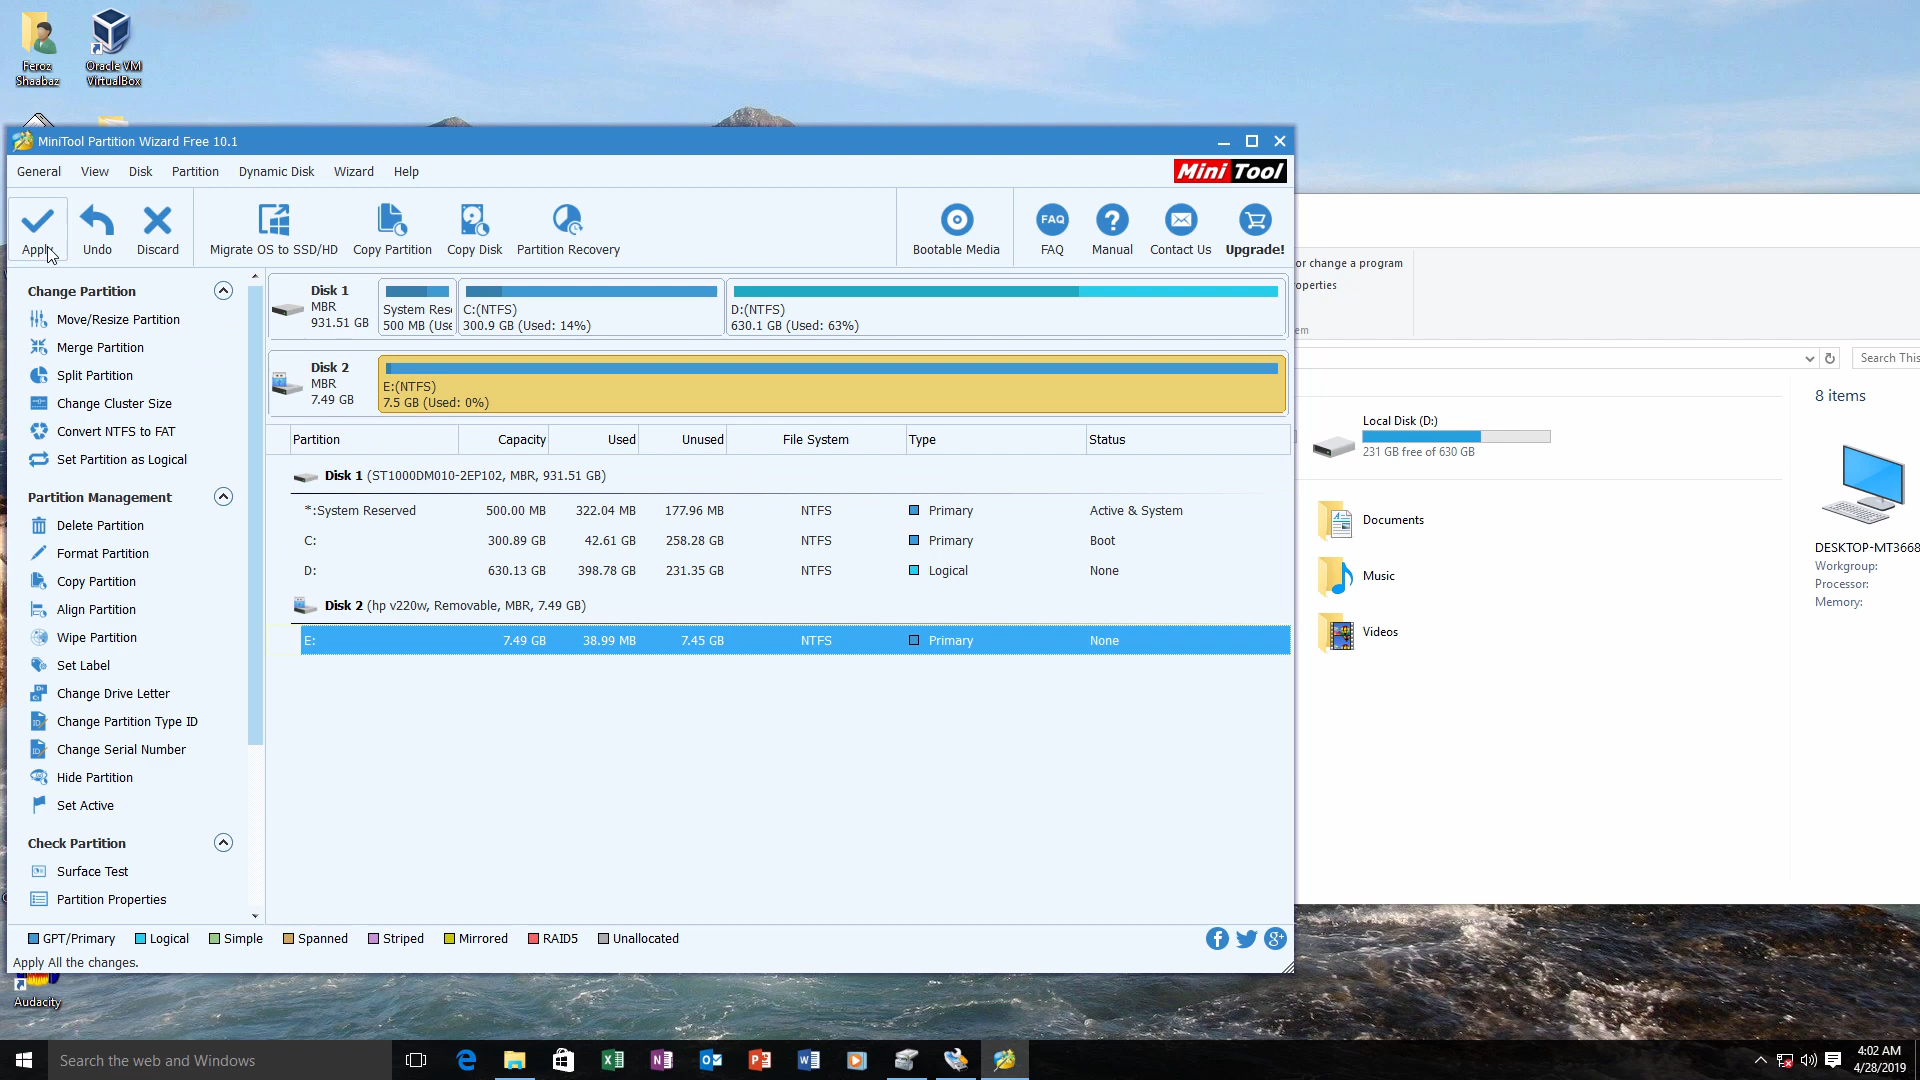 Feroz
Shaabaz
Oracle VM
VirtualBox
MiniTool Partition Wizard Free 10.1
General View Disk Partition Dynamic Disk Wizard Help
Mini Tool
Apply Undo Discard Migrate OS to SSD/HD Copy Partition Copy Disk Partition Recovery Bootable Media FAQ FAQ Manual Contact Us Upgrade!
Change Partition
Move/Resize Partition
Merge Partition
Split Partition
Change Cluster Size
Convert NTFS to FAT
Set Partition as Logical
Partition Management
Delete Partition
Format Partition
Copy Partition
Align Partition
Wipe Partition
Set Label
Change Drive Letter
Change Partition Type ID
Change Serial Number
Hide Partition
Set Active
Check Partition
Surface Test
Partition Properties
Disk 1
MBR
931.51 GB
System Res
500 MB (Use
C:(NTFS)
300.9 GB (Used: 14%)
D:(NTFS)
630.1 GB (Used: 63%)
Disk 2
MBR
7.49 GB
E:(NTFS)
7.5 GB (Used: 0%)
Partition Capacity Used Unused File System Type Status
Disk 1 (ST1000DM010-2EP102, MBR, 931.51 GB)
*:System Reserved 500.00 MB 322.04 MB 177.96 MB NTFS Primary Active & System
C: 300.89 GB 42.61 GB 258.28 GB NTFS Primary Boot
D: 630.13 GB 398.78 GB 231.35 GB NTFS Logical None
Disk 2 (hp v220w, Removable, MBR, 7.49 GB)
E: 7.49 GB 38.99 MB 7.45 GB NTFS Primary None
GPT/Primary Logical Simple Spanned Striped Mirrored RAID5 Unallocated
Apply All the changes.
or change a program
operties
em
Search This
Local Disk (D:)
231 GB free of 630 GB
Documents
Music
Videos
8 items
DESKTOP-MT3668
Workgroup:
Processor:
Memory:
Audacity
Search the web and Windows
4:02 AM
4/28/2019